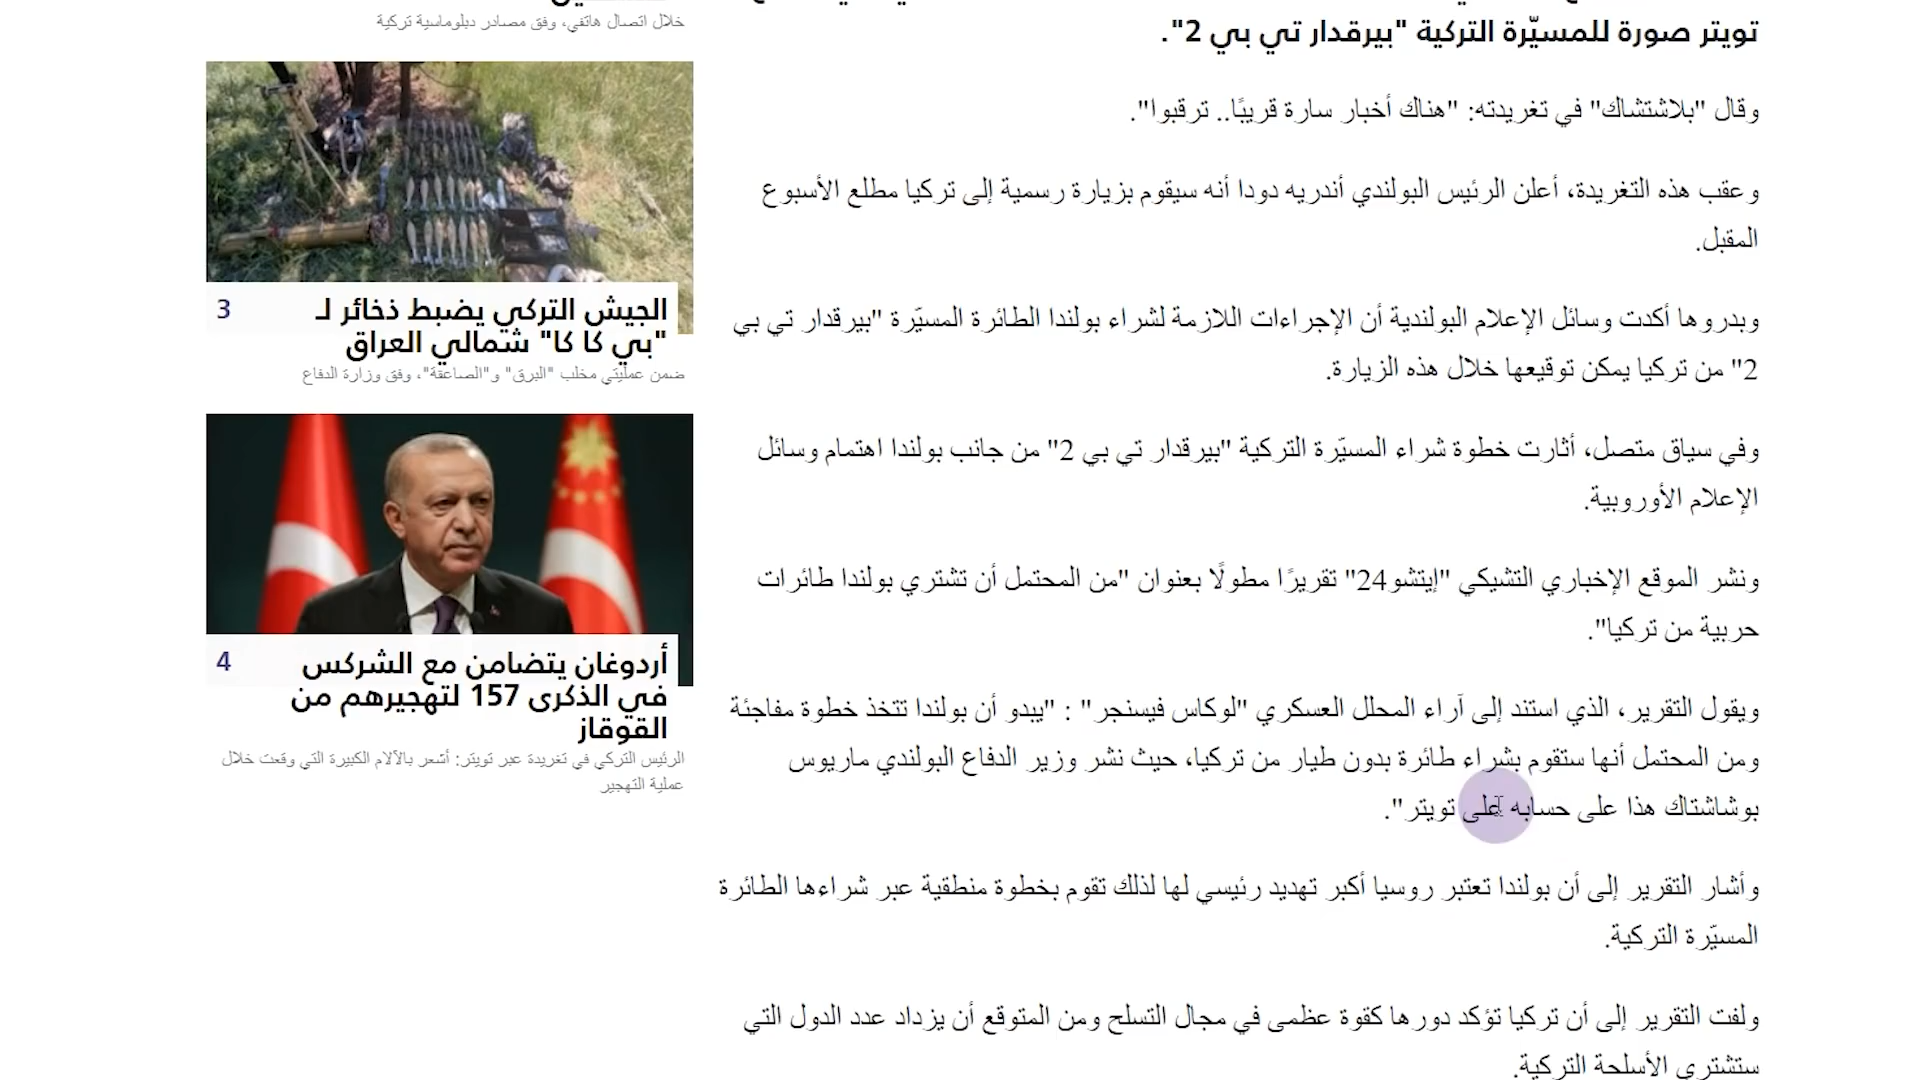 تويتر صورة للمسيّرة التركية "بيرقدار تي بي 2".
وقال "بلاشتشاك" في تغريدته: "هناك أخبار سارة قريبًا.. ترقبوا".
وعقب هذه التغريدة، أعلن الرئيس البولندي أندريه دودا أنه سيقوم بزيارة رسمية إلى تركيا مطلع الأسبوع
المقبل.
وبدروها أكدت وسائل الإعلام البولندية أن الإجراءات اللازمة لشراء بولندا الطائرة المسيّرة "بيرقدار تي بي
2" من تركيا يمكن توقيعها خلال هذه الزيارة.
وفي سياق متصل، أثارت خطوة شراء المسيّرة التركية "بيرقدار تي بي 2" من جانب بولندا اهتمام وسائل
الإعلام الأوروبية.
ونشر الموقع الإخباري التشيكي "إيتشو24" تقريرًا مطولًا بعنوان "من المحتمل أن تشتري بولندا طائرات
حربية من تركيا".
ويقول التقرير، الذي استند إلى آراء المحلل العسكري "لوكاس فيسنجر" : "يبدو أن بولندا تتخذ خطوة مفاجئة
ومن المحتمل أنها ستقوم بشراء طائرة بدون طيار من تركيا، حيث نشر وزير الدفاع البولندي ماريوس
بوشاشتاك هذا على حسابه على تويتر".
وأشار التقرير إلى أن بولندا تعتبر روسيا أكبر تهديد رئيسي لها لذلك تقوم بخطوة منطقية عبر شراءها الطائرة
المسيّرة التركية.
ولفت التقرير إلى أن تركيا تؤكد دورها كقوة عظمى في مجال التسلح ومن المتوقع أن يزداد عدد الدول التي
ستشتري الأسلحة التركية.
خلال اتصال هاتفي، وفق مصادر دبلوماسية تركية
3
الجيش التركي يضبط ذخائر لـ
"بي كا كا" شمالي العراق
ضمن عمليتي مخلب "البرق" و"الصاعقة"، وفق وزارة الدفاع
4
أردوغان يتضامن مع الشركس
في الذكرى 157 لتهجيرهم من
القوقاز
الرئيس التركي في تغريدة عبر تويتر: أشعر بالآلام الكبيرة التي وقعت خلال
عملية التهجير